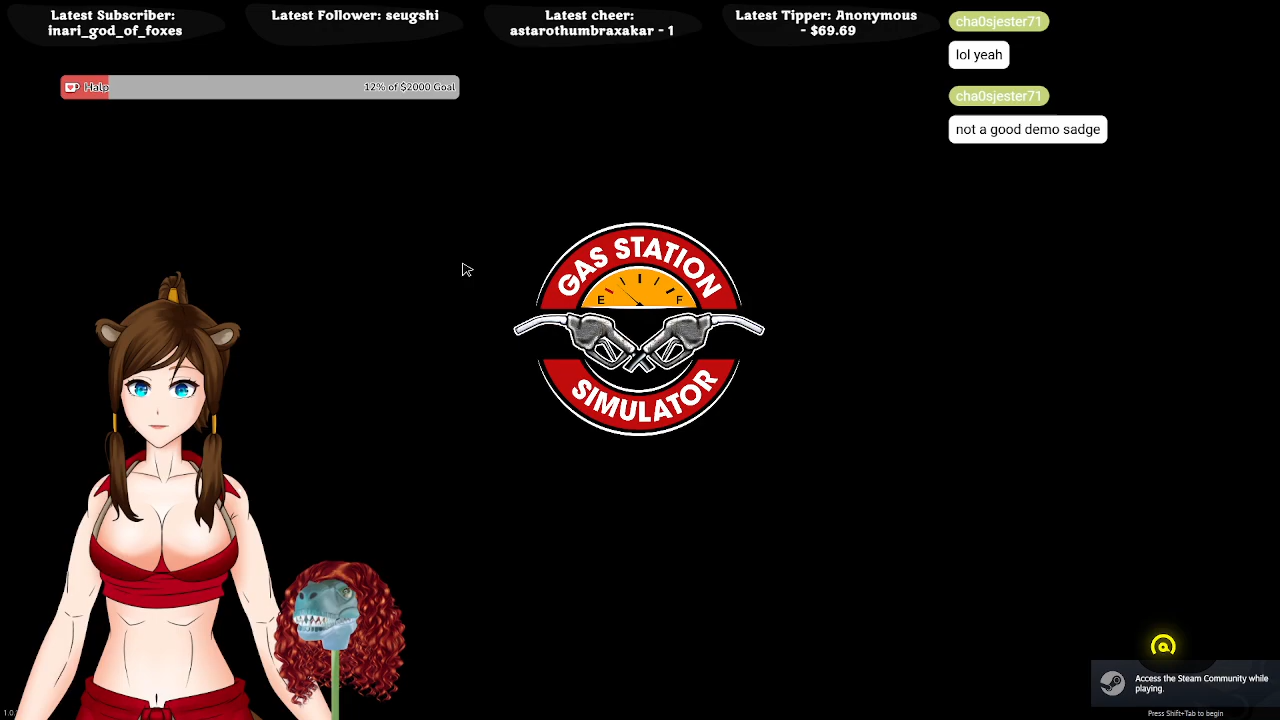 Latest Subscriber:
inari_god_of_foxes
Latest Follower: seugshi
Latest cheer:
astarothumbraxakar - 1
Latest Tipper: Anonymous
- $69.69
cha0sjester71
lol yeah
cha0sjester71
not a good demo sadge
Halo
12% of $2000 Goal
GAS STATION
E F
SIMULATOR
Access the Steam Community while
playing.
Press Shift+Tab to begin